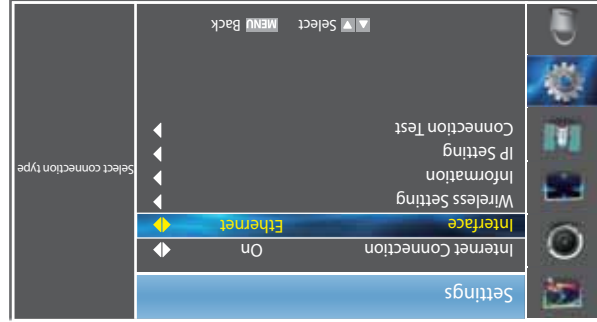 Settings
Internet Connection On
Interface Ethernet
Wireless Setting
Information
IP Setting
Connection Test
Select connection type
Select MENU Back